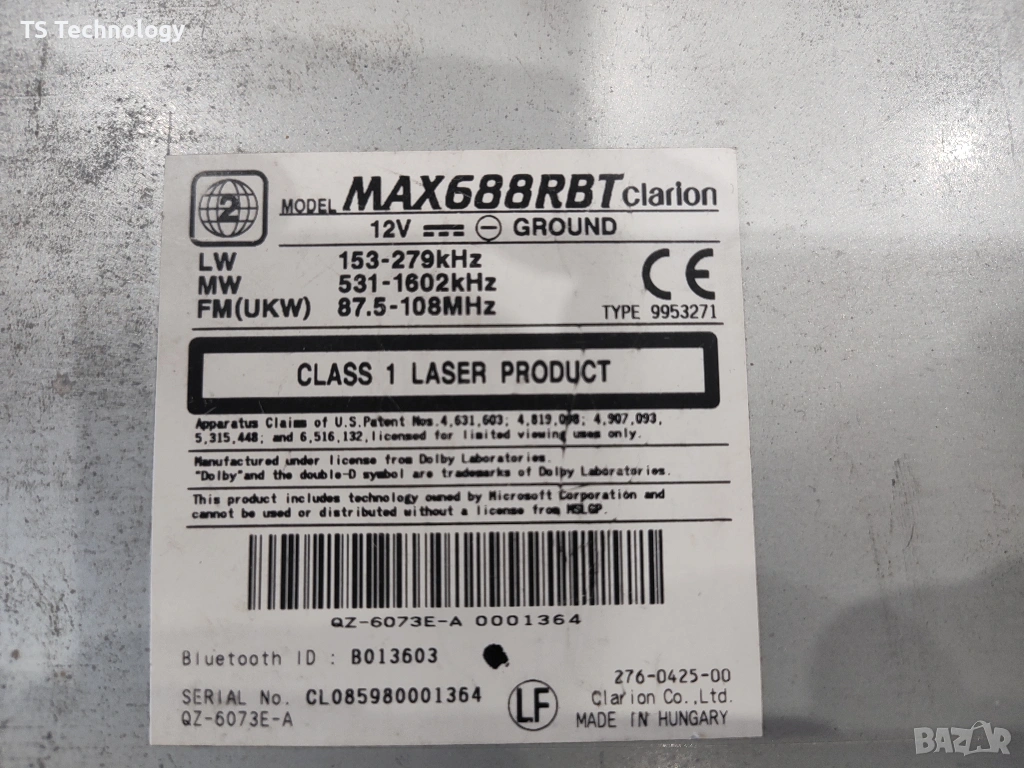 TS Technology
2
MODEL MAX688RBT Clarion
12V GROUND
LW 153-279kHz
MW 531-1602kHz
FM(UKW) 87.5-108MHz
CE
TYPE 9953271
CLASS 1 LASER PRODUCT
Apparatus Claims of U.S.Patent Nos.4,631,603; 4,819,098; 4,907,093,
5,315,448; and 6,516,132,licensed for limited viewing uses only.
Manufactured under license from Dolby Laboratories.
"Dolby"and the double-D symbol are trademarks of Dolby Laboratories.
This product includes technology owned by Microsoft Corporation and
cannot be used or distributed without a license from MSLGP.
QZ-6073E-A 0001364
Bluetooth ID : B013603
276-0425-00
SERIAL No. CL085980001364
LF
Clarion Co.,Ltd.
QZ-6073E-A
MADE IN HUNGARY
BAZAR